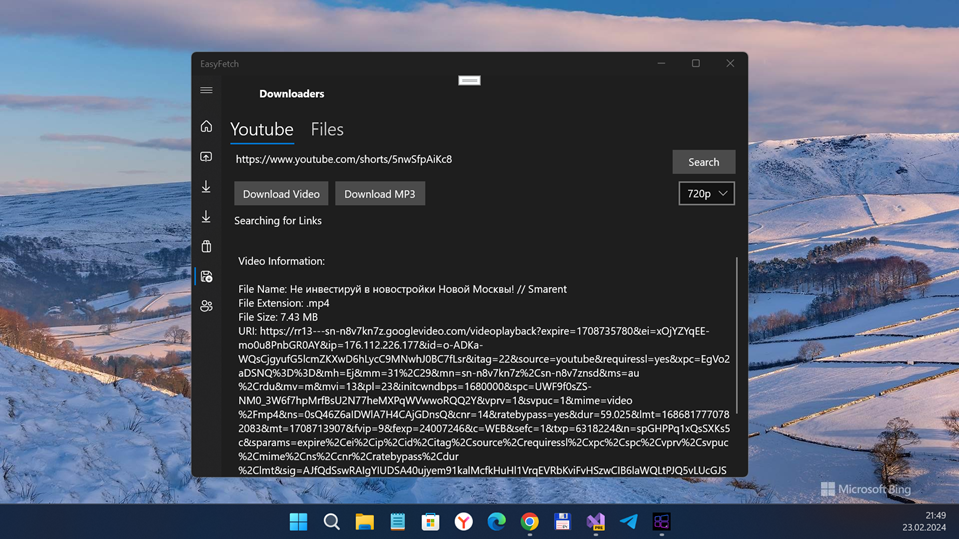 EasyFetch
Downloaders
Youtube Files
https://www.youtube.com/shorts/5nwSfpAiKc8
Search
Download Video Download MP3 720p
Searching for Links
Video Information:
File Name: Не инвестируй в новостройки Новой Москвы! // Smarent
File Extension: .mp4
File Size: 7.43 MB
URI: https://rr13---sn-n8v7kn7z.googlevideo.com/videoplayback?expire=1708735780&ei=xOjYZYqEE-
mo0u8PnbGR0AY&ip=176.112.226.177&id=o-ADKa-
WQsCjgyufG5lcmZKXwD6hLycC9MNwhJ0BC7fLsr&itag=22&source=youtube&requiressl=yes&xpc=EgVo2
aDSNQ%3D%3D&mh=Ej&mm=31%2C29&mn=sn-n8v7kn7z%2Csn-n8v7znsd&ms=au
%2Crdu&mv=m&mvi=13&pl=23&initcwndbps=1680000&spc=UWF9f0sZS-
NM0_3W6f7hpMrfBsU2N77heMXPqWVwwoRQQ2Y&vprv=1&svpuc=1&mime=video
%2Fmp4&ns=0sQ46Z6alDWlA7H4CAjGDnsQ&cnr=14&ratebypass=yes&dur=59.025&lmt=168681777078
2083&mt=1708713907&fvip=9&fexp=24007246&c=WEB&sefc=1&txp=6318224&n=spGHPPq1xQsSXKs5
c&sparams=expire%2Cei%2Cip%2Cid%2Citag%2Csource%2Crequiressl%2Cxpc%2Cspc%2Cvprv%2Csvpuc
%2Cmime%2Cns%2Ccnr%2Cratebypass%2Cdur
%2Clmt&sig=AJfQdSswRAIgYIUDSA40ujyem91kalMcfkHuHl1VrqEVRbKviFvHSzwCIB6laWQLtPJQ5vLUcGJS
Microsoft Bing
21:49
23.02.2024